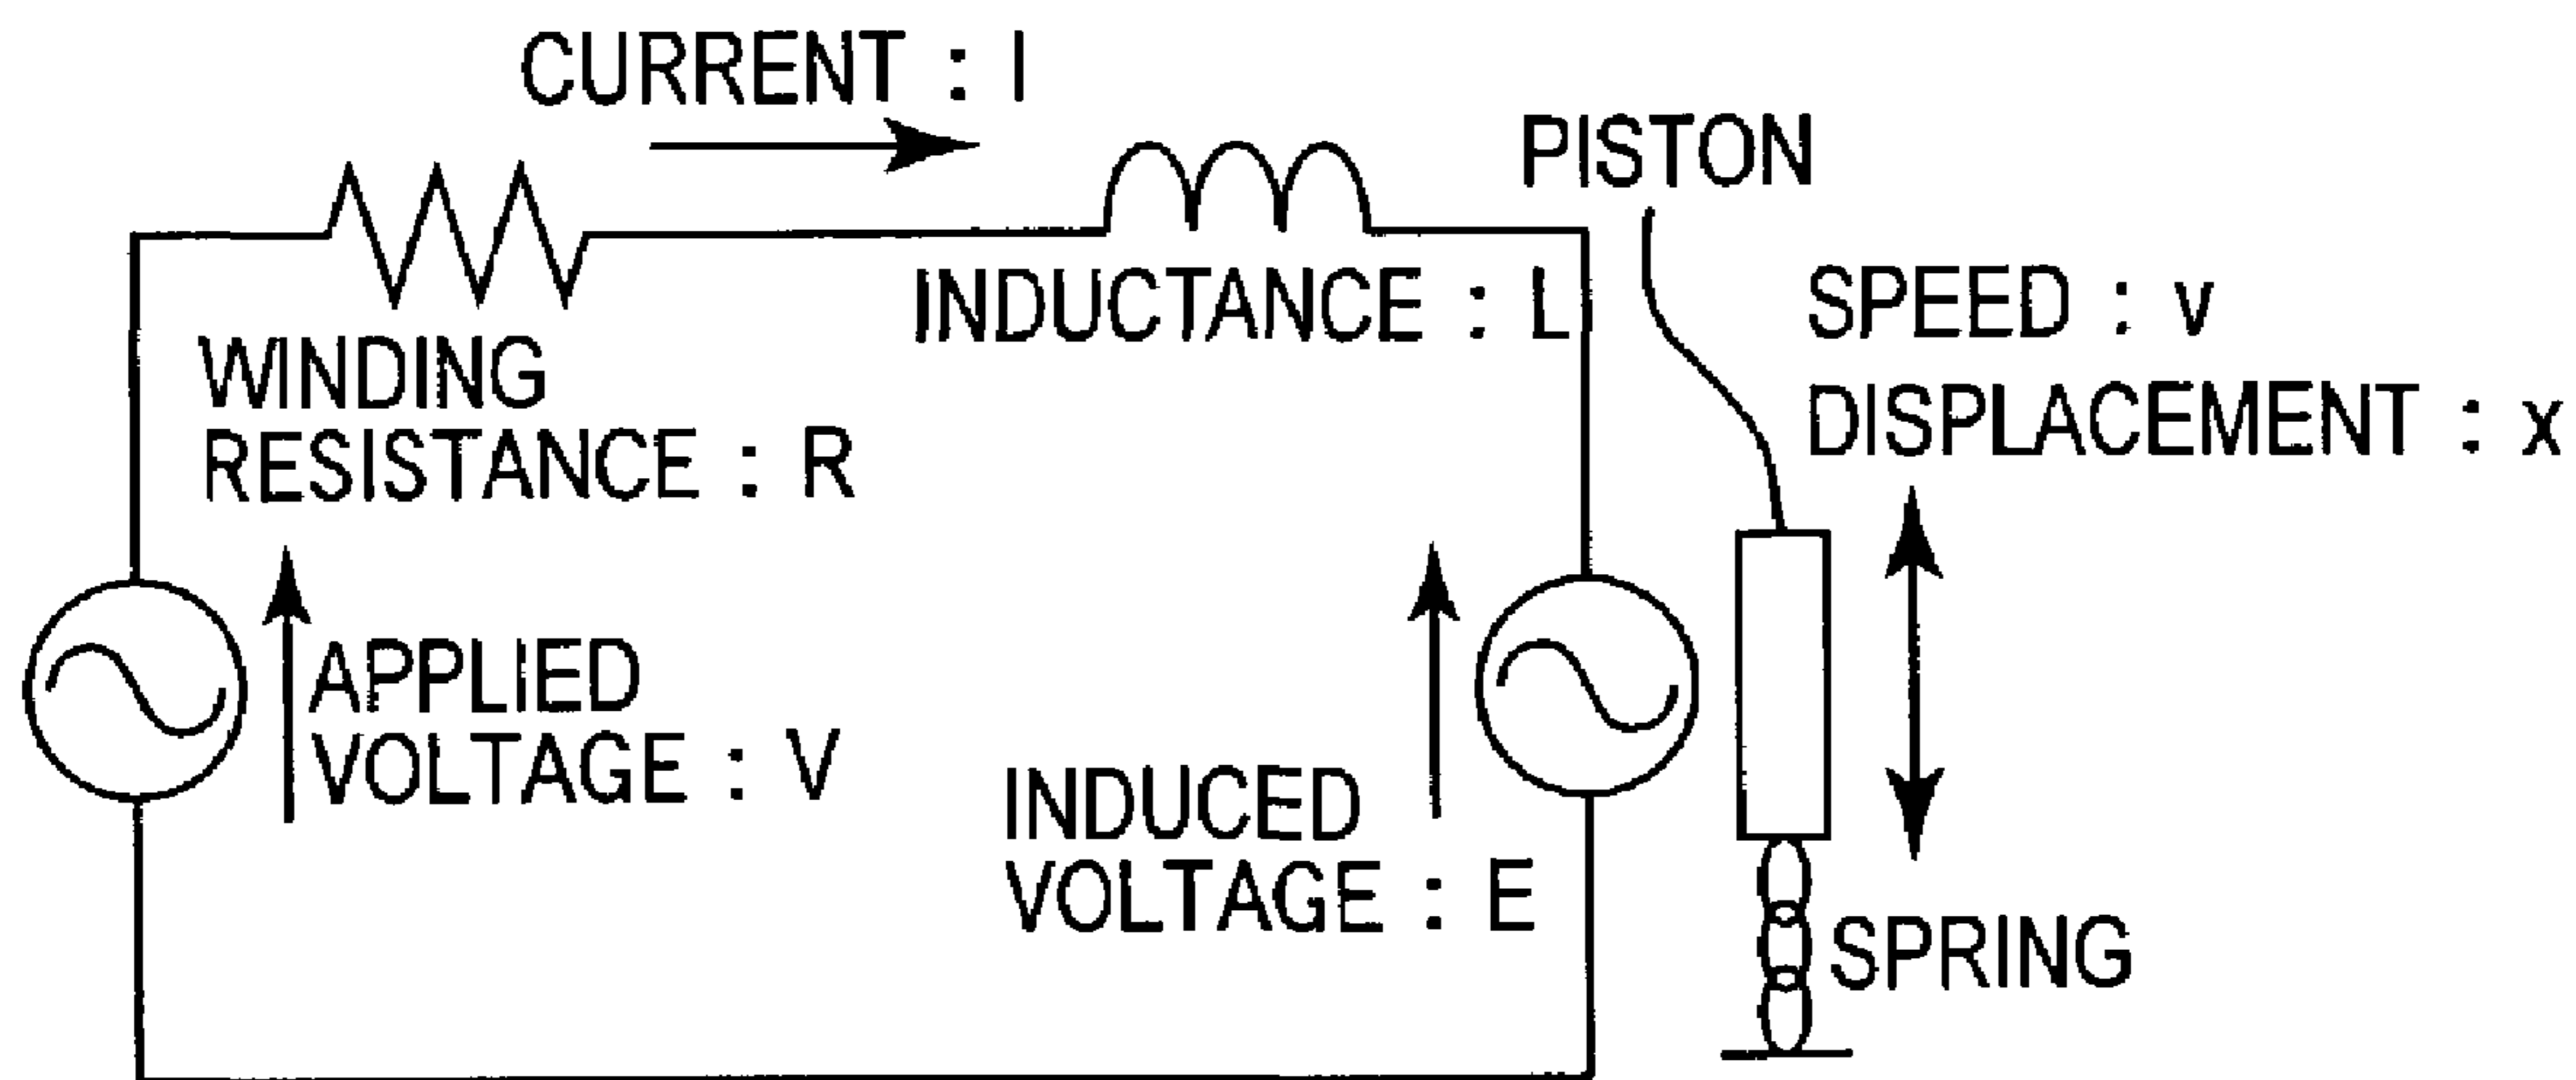 CURRENT : I
PISTON
INDUCTANCE : L
SPEED : v
DISPLACEMENT : x
WINDING
RESISTANCE : R
APPLIED
VOLTAGE : V
INDUCED
VOLTAGE : E
SPRING